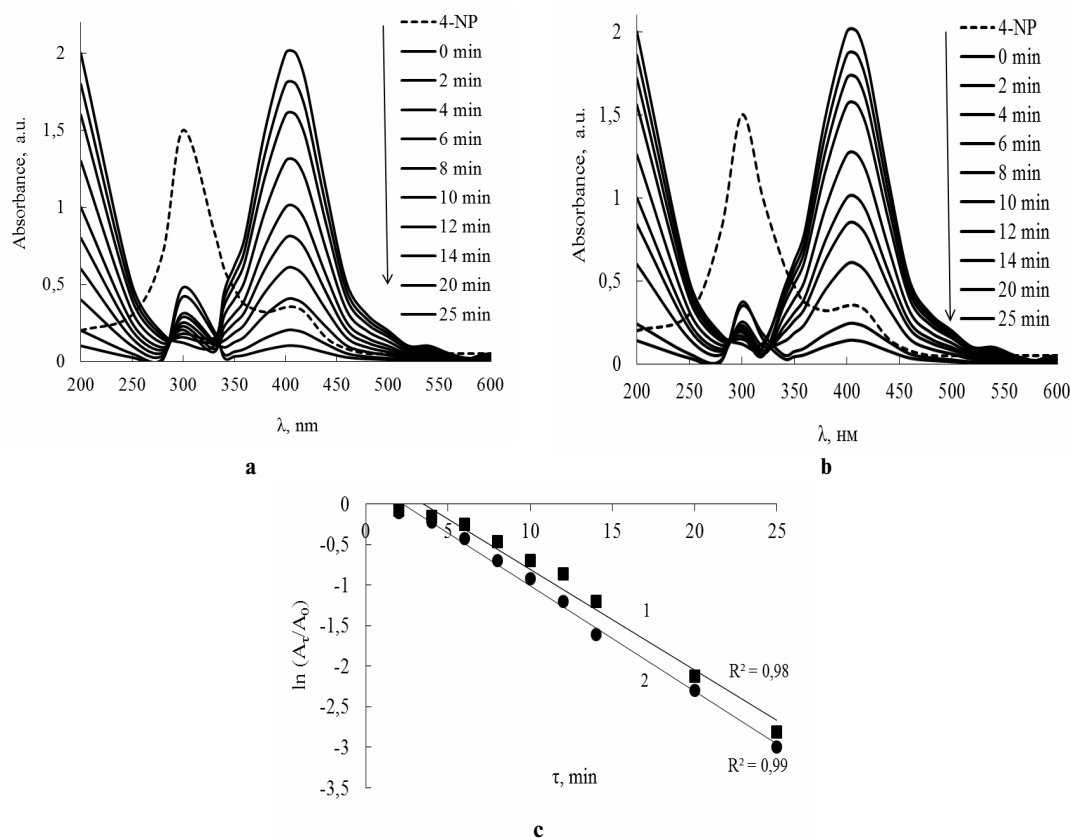 Absorbance, a.u.
2
1,5
1
0,5
0
200 250 300 350 400 450 500 550 600
λ, nm
4-NP
0 min
2 min
4 min
6 min
8 min
10 min
12 min
14 min
20 min
25 min
a
Absorbance, a.u.
2
1,5
1
0,5
0
200 250 300 350 400 450 500 550 600
λ, нм
4-NP
0 min
2 min
4 min
6 min
8 min
10 min
12 min
14 min
20 min
25 min
b
ln (Aτ/A0)
0 5 10 15 20 25
0
-0,5
-1
-1,5
-2
-2,5
-3
-3,5
1
2
R² = 0,98
R² = 0,99
τ, min
c